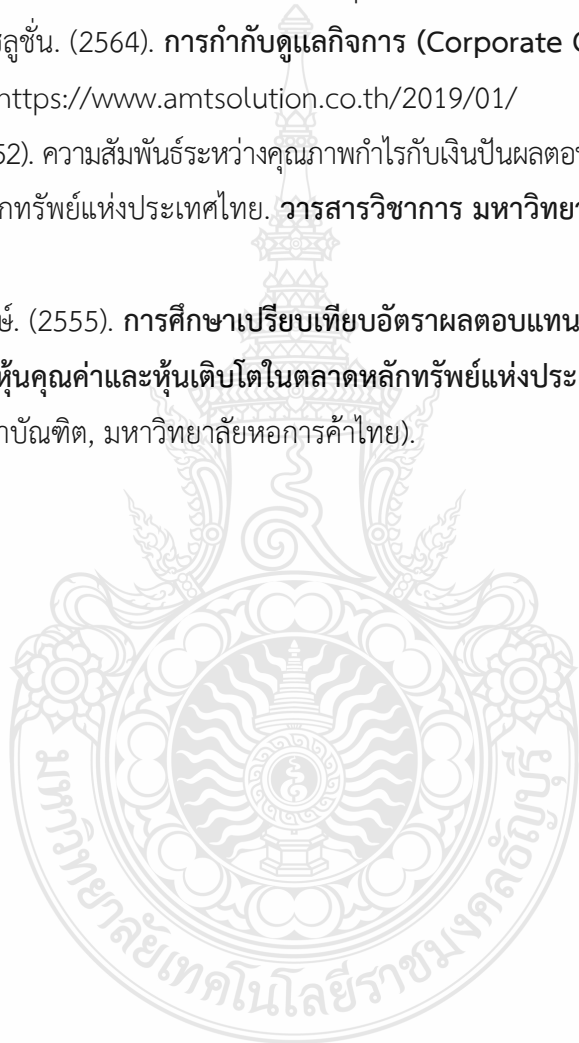 ลูชั่น. (2564). การกำกับดูแลกิจการ (Corporate
https://www.amtsolution.co.th/2019/01/
52). ความสัมพันธ์ระหว่างคุณภาพกำไรกับเงินปันผลตอบ
กทรัพย์แห่งประเทศไทย. วารสารวิชาการ มหาวิทยา
ษ์. (2555). การศึกษาเปรียบเทียบอัตราผลตอบแทน
หุ้นคุณค่าและหุ้นเติบโตในตลาดหลักทรัพย์แห่งประ
าบัณฑิต, มหาวิทยาลัยหอการค้าไทย).
มหาวิทยาลัยเทคโนโลยีราชมงคลธัญบุรี